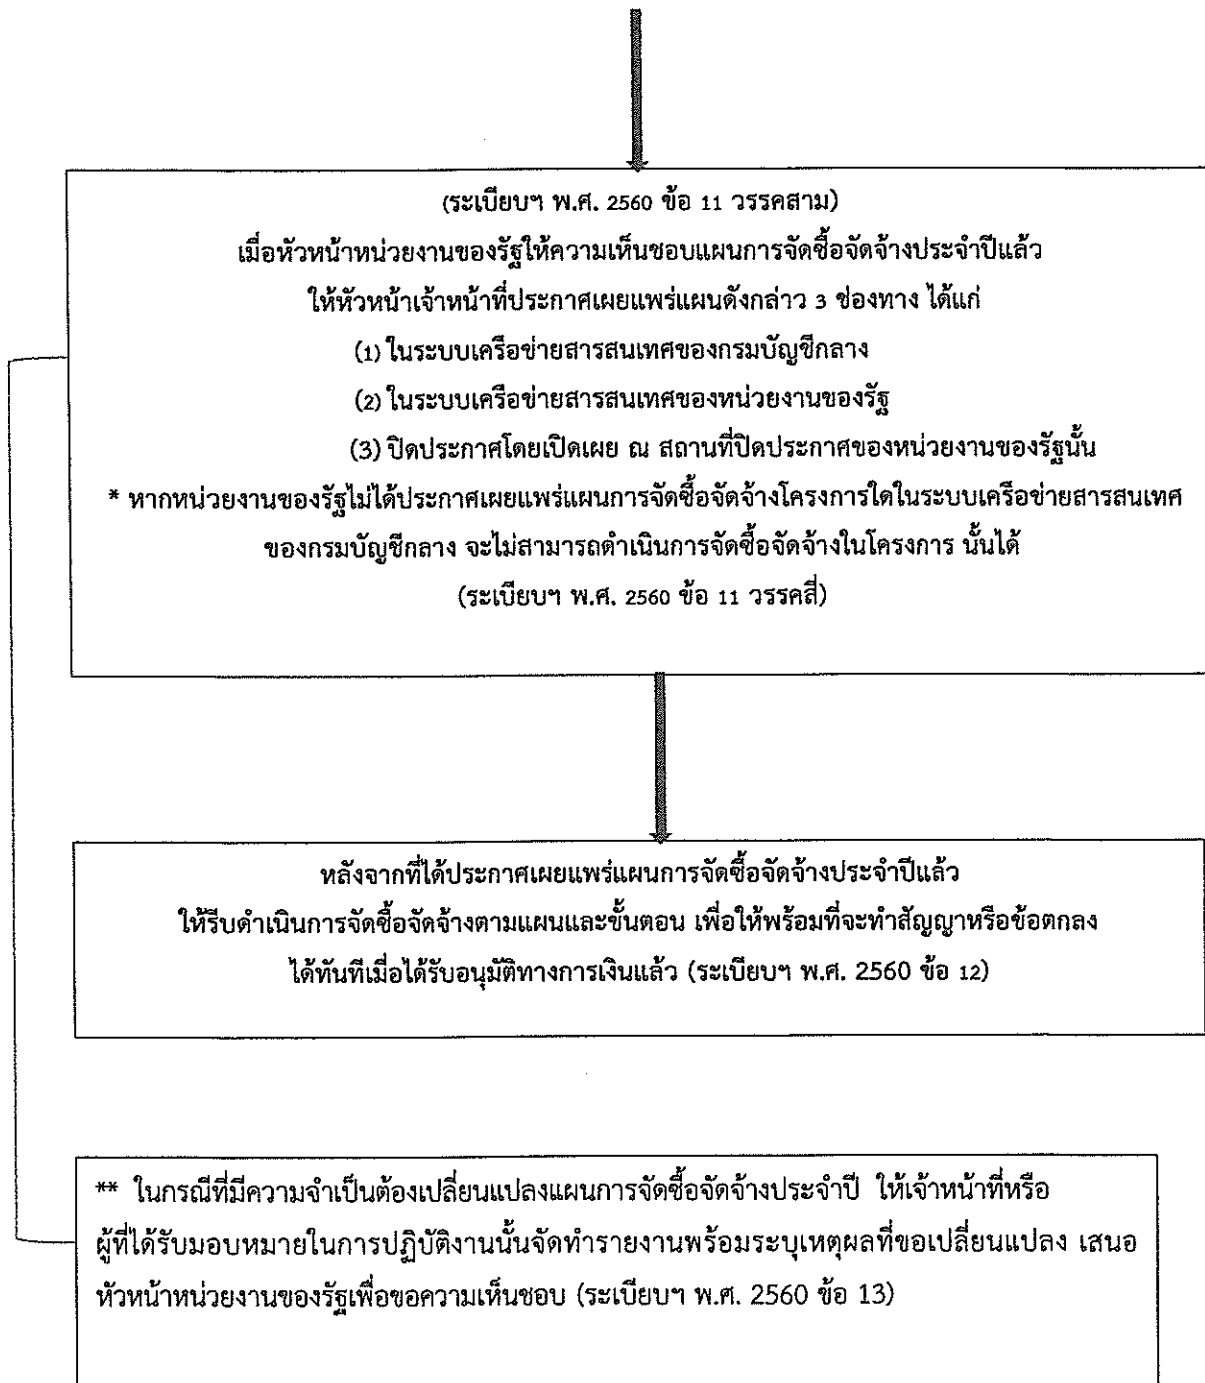 (ระเบียบฯ พ.ศ. 2560 ข้อ 11 วรรคสาม)
เมื่อหัวหน้าหน่วยงานของรัฐให้ความเห็นชอบแผนการจัดซื้อจัดจ้างประจำปีแล้ว
ให้หัวหน้าเจ้าหน้าที่ประกาศเผยแพร่แผนดังกล่าว 3 ช่องทาง ได้แก่
(1) ในระบบเครือข่ายสารสนเทศของกรมบัญชีกลาง
(2) ในระบบเครือข่ายสารสนเทศของหน่วยงานของรัฐ
(3) ปิดประกาศโดยเปิดเผย ณ สถานที่ปิดประกาศของหน่วยงานของรัฐนั้น
* หากหน่วยงานของรัฐไม่ได้ประกาศเผยแพร่แผนการจัดซื้อจัดจ้างโครงการใดในระบบเครือข่ายสารสนเทศ
ของกรมบัญชีกลาง จะไม่สามารถดำเนินการจัดซื้อจัดจ้างในโครงการ นั้นได้
(ระเบียบฯ พ.ศ. 2560 ข้อ 11 วรรคสี่)
หลังจากที่ได้ประกาศเผยแพร่แผนการจัดซื้อจัดจ้างประจำปีแล้ว
ให้รีบดำเนินการจัดซื้อจัดจ้างตามแผนและขั้นตอน เพื่อให้พร้อมที่จะทำสัญญาหรือข้อตกลง
ได้ทันทีเมื่อได้รับอนุมัติทางการเงินแล้ว (ระเบียบฯ พ.ศ. 2560 ข้อ 12)
** ในกรณีที่มีความจำเป็นต้องเปลี่ยนแปลงแผนการจัดซื้อจัดจ้างประจำปี ให้เจ้าหน้าที่หรือ
ผู้ที่ได้รับมอบหมายในการปฏิบัติงานนั้นจัดทำรายงานพร้อมระบุเหตุผลที่ขอเปลี่ยนแปลง เสนอ
หัวหน้าหน่วยงานของรัฐเพื่อขอความเห็นชอบ (ระเบียบฯ พ.ศ. 2560 ข้อ 13)